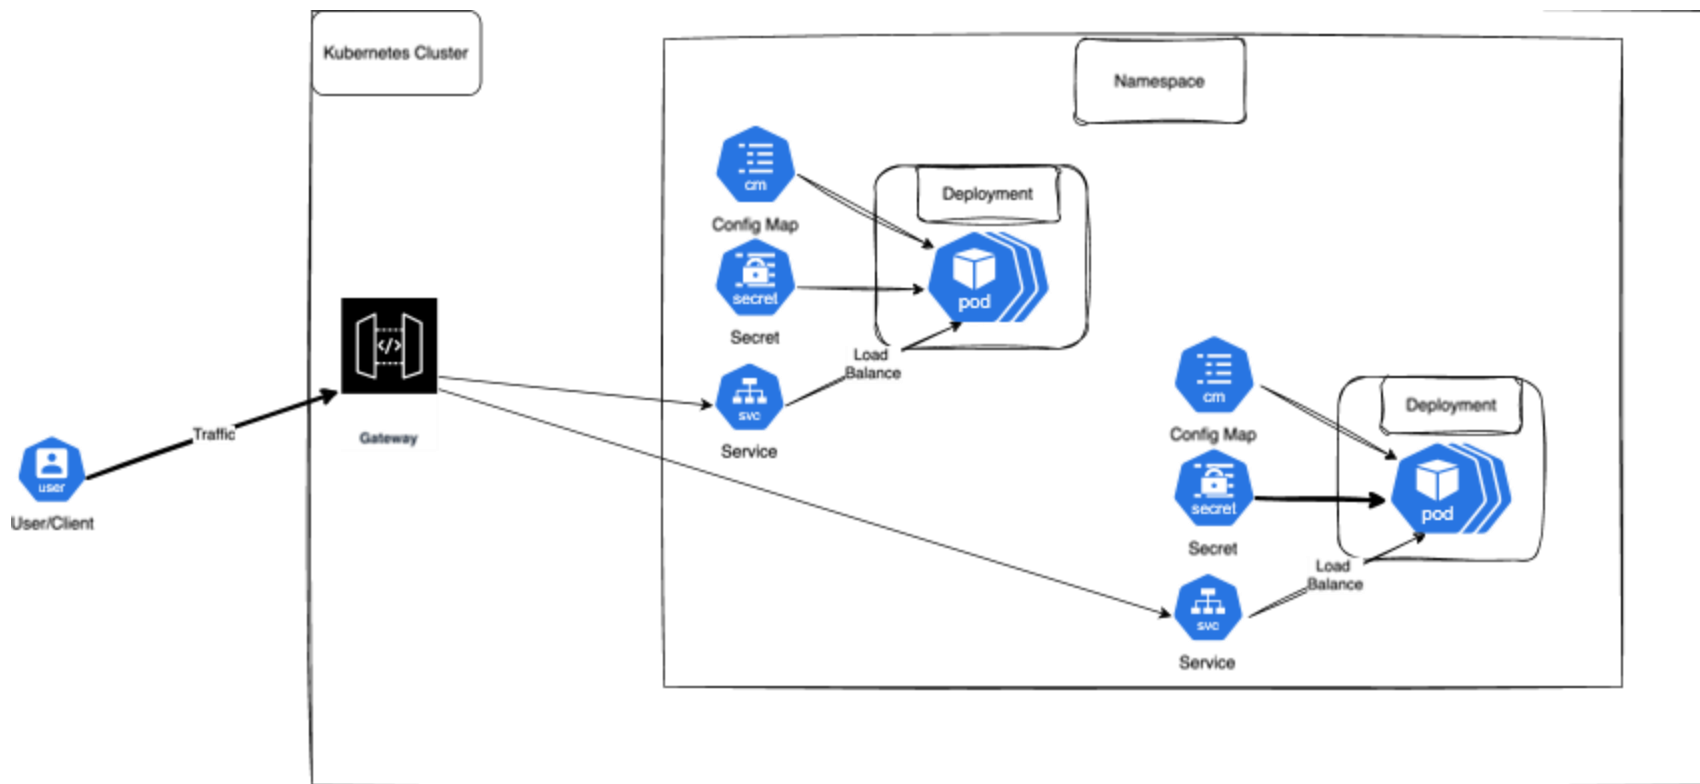 Kubernetes Cluster
Namespace
cm
Config Map
Deployment
secret
Secret
pod
Load
Balance
svc
Service
</>
Gateway
Traffic
user
User/Client
cm
Config Map
Deployment
secret
Secret
pod
Load
Balance
svc
Service